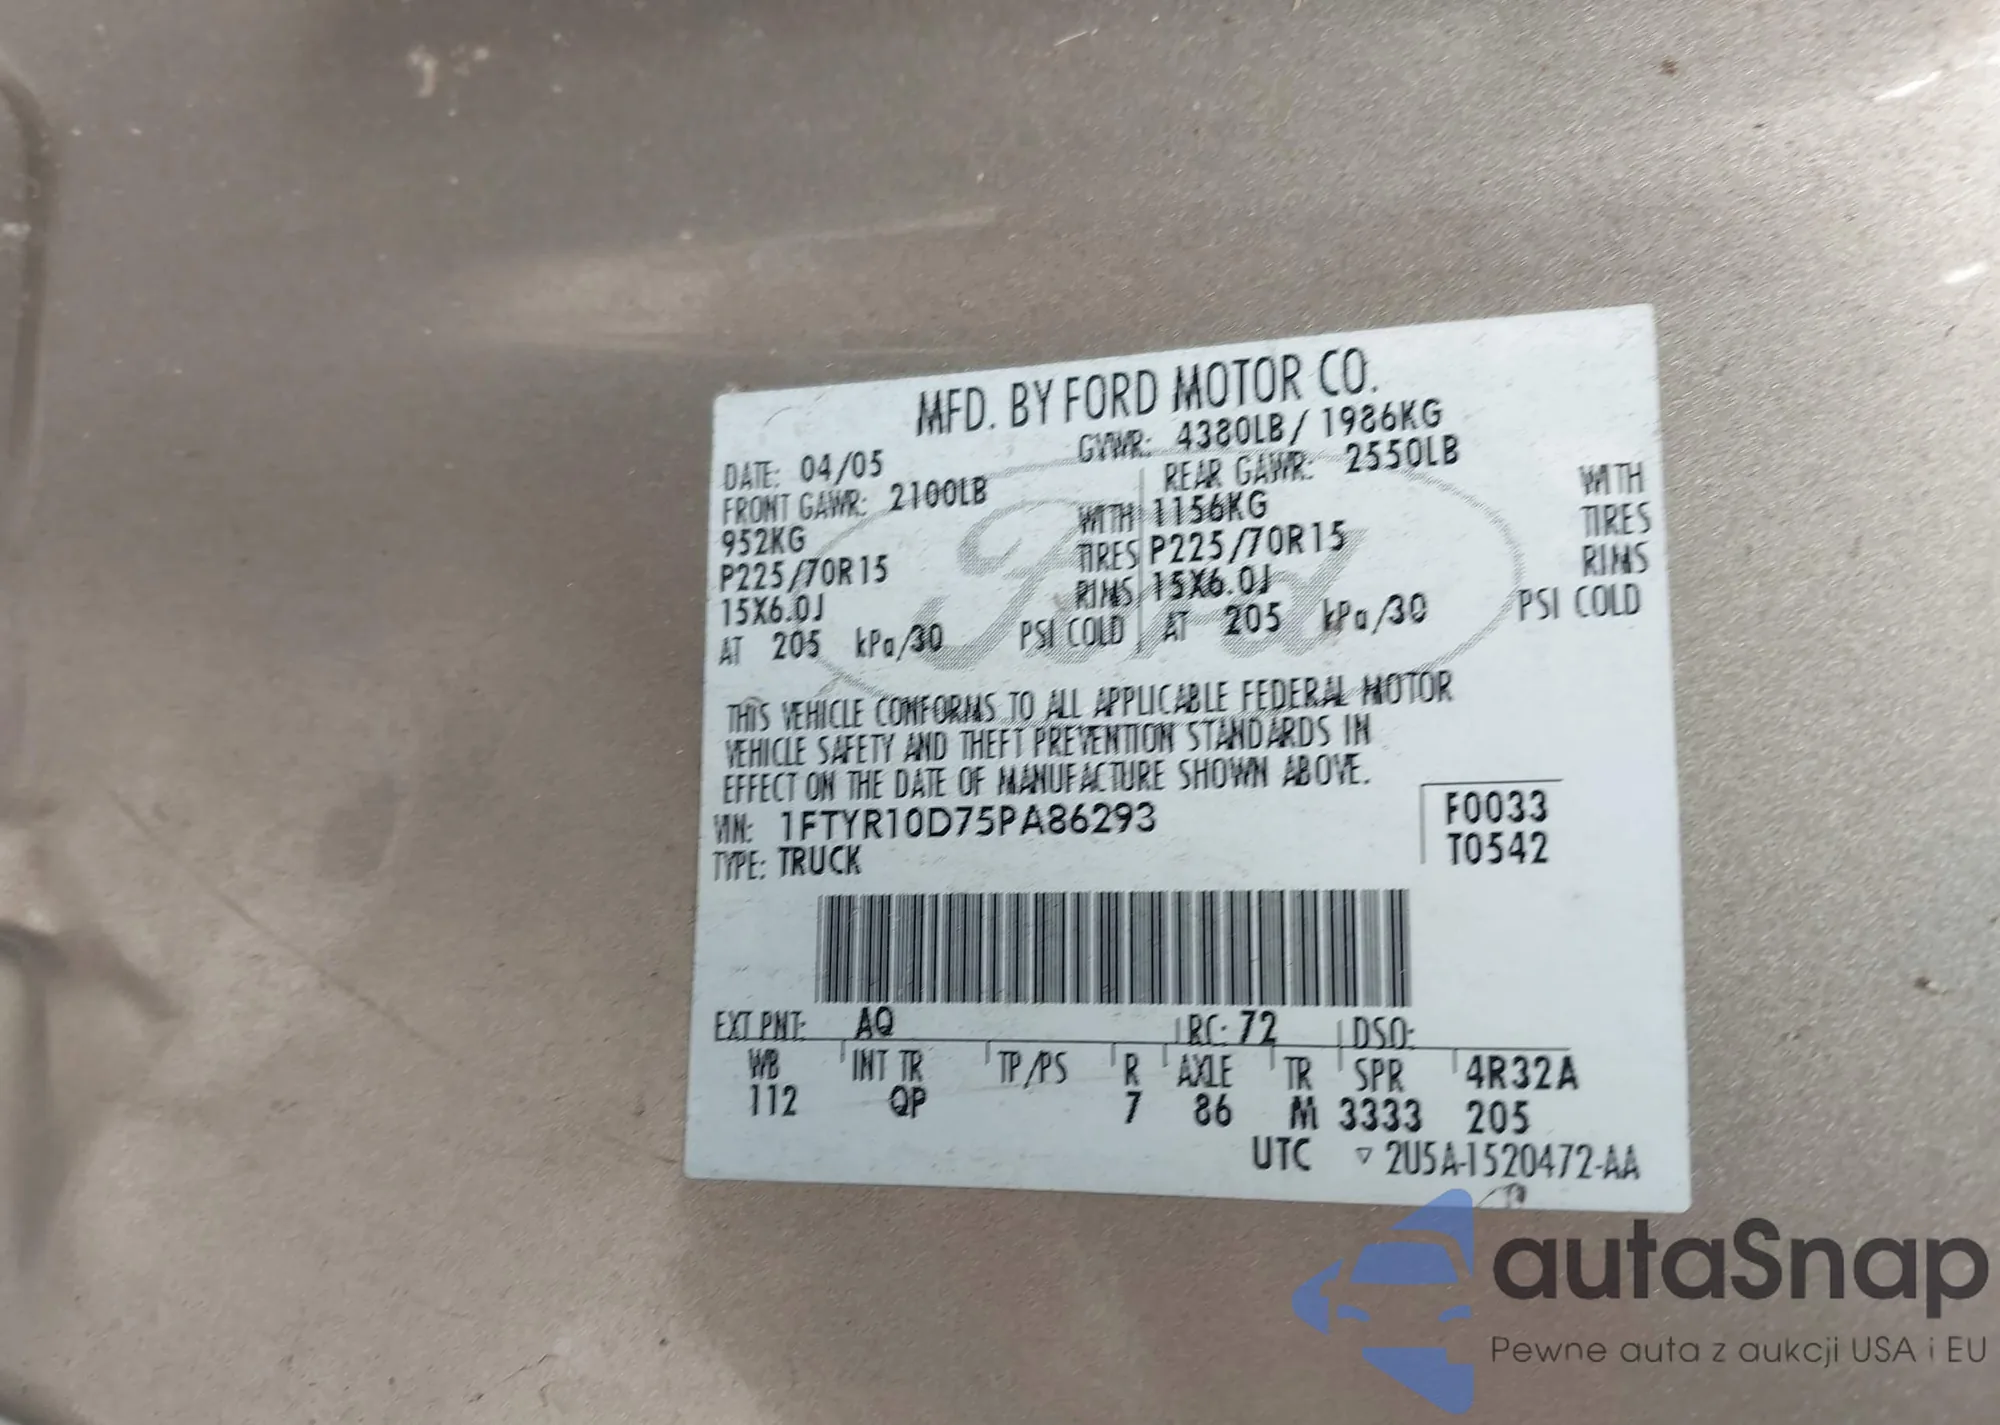 MFD. BY FORD MOTOR CO.
DATE: 04/05 GVWR: 4380LB/ 1986KG
FRONT GAWR: 2100LB REAR GAWR: 2550LB
952KG WITH 1156KG WITH
P225/70R15 TIRES P225/70R15 TIRES
15X6.0J RIMS 15X6.0J RIMS
AT 205 kPa/30 PSI COLD AT 205 kPa/30 PSI COLD
Ford
THIS VEHICLE CONFORMS TO ALL APPLICABLE FEDERAL MOTOR
VEHICLE SAFETY AND THEFT PREVENTION STANDARDS IN
EFFECT ON THE DATE OF MANUFACTURE SHOWN ABOVE.
VIN: 1FTYR10D75PA86293 F0033
TYPE: TRUCK T0542
EXT PNT: AQ RC: 72 DSO:
WB INT TR TP/PS R AXLE TR SPR 4R32A
112 QP 7 86 M 3333 205
UTC ▽ 2U5A-1520472-AA
autaSnap
Pewne auta z aukcji USA i EU